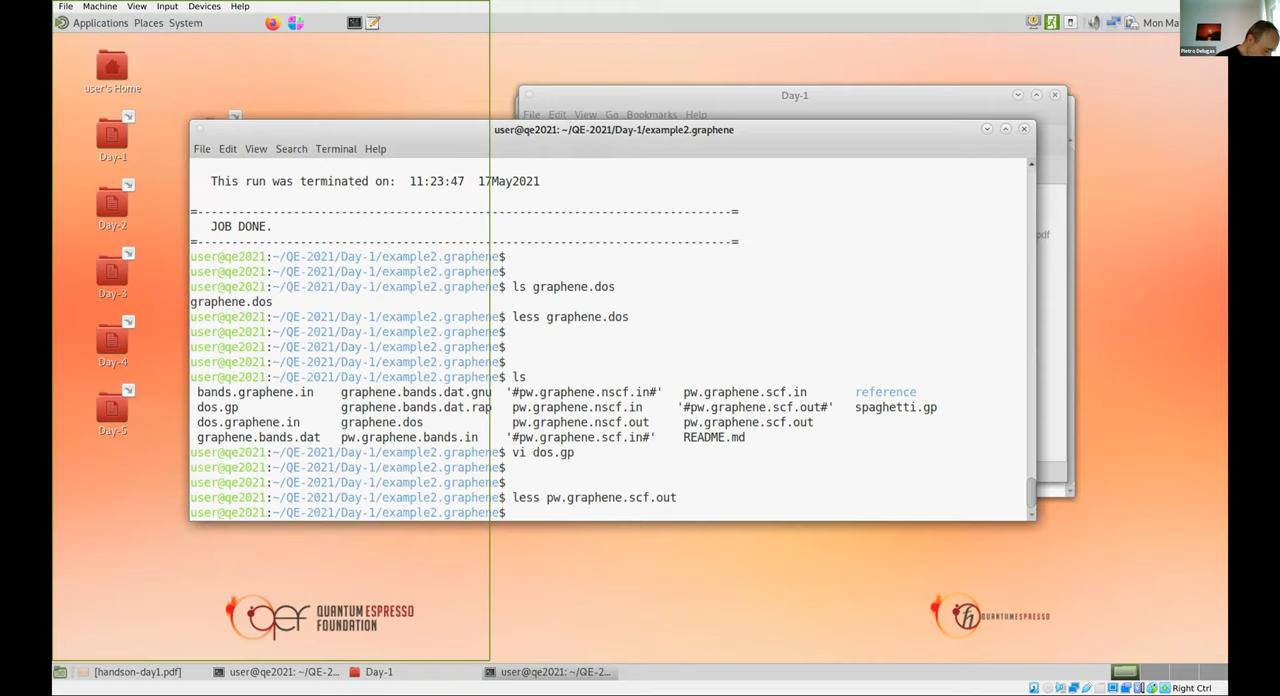 File Machine View Input Devices Help
Applications Places System
Mon Ma
Pietro Delugas
user's Home
Day-1
Day-2
Day-3
Day-4
Day-5
Day-1
File Edit View Go Bookmarks Help
pdf
user@qe2021: ~/QE-2021/Day-1/example2.graphene
File Edit View Search Terminal Help
This run was terminated on: 11:23:47 17May2021
=------------------------------------------------------------------------------=
JOB DONE.
=------------------------------------------------------------------------------=
user@qe2021:~/QE-2021/Day-1/example2.graphene$
user@qe2021:~/QE-2021/Day-1/example2.graphene$
user@qe2021:~/QE-2021/Day-1/example2.graphene$ ls graphene.dos
graphene.dos
user@qe2021:~/QE-2021/Day-1/example2.graphene$ less graphene.dos
user@qe2021:~/QE-2021/Day-1/example2.graphene$
user@qe2021:~/QE-2021/Day-1/example2.graphene$
user@qe2021:~/QE-2021/Day-1/example2.graphene$
user@qe2021:~/QE-2021/Day-1/example2.graphene$ ls
bands.graphene.in graphene.bands.dat.gnu '#pw.graphene.nscf.in#' pw.graphene.scf.in reference
dos.gp graphene.bands.dat.rap pw.graphene.nscf.in '#pw.graphene.scf.out#' spaghetti.gp
dos.graphene.in graphene.dos pw.graphene.nscf.out pw.graphene.scf.out
graphene.bands.dat pw.graphene.bands.in '#pw.graphene.scf.in#' README.md
user@qe2021:~/QE-2021/Day-1/example2.graphene$ vi dos.gp
user@qe2021:~/QE-2021/Day-1/example2.graphene$
user@qe2021:~/QE-2021/Day-1/example2.graphene$
user@qe2021:~/QE-2021/Day-1/example2.graphene$ less pw.graphene.scf.out
user@qe2021:~/QE-2021/Day-1/example2.graphene$
qef QUANTUM ESPRESSO
FOUNDATION
QUANTUMESPRESSO
[handson-day1.pdf] user@qe2021: ~/QE-2... Day-1 user@qe2021: ~/QE-2...
Right Ctrl